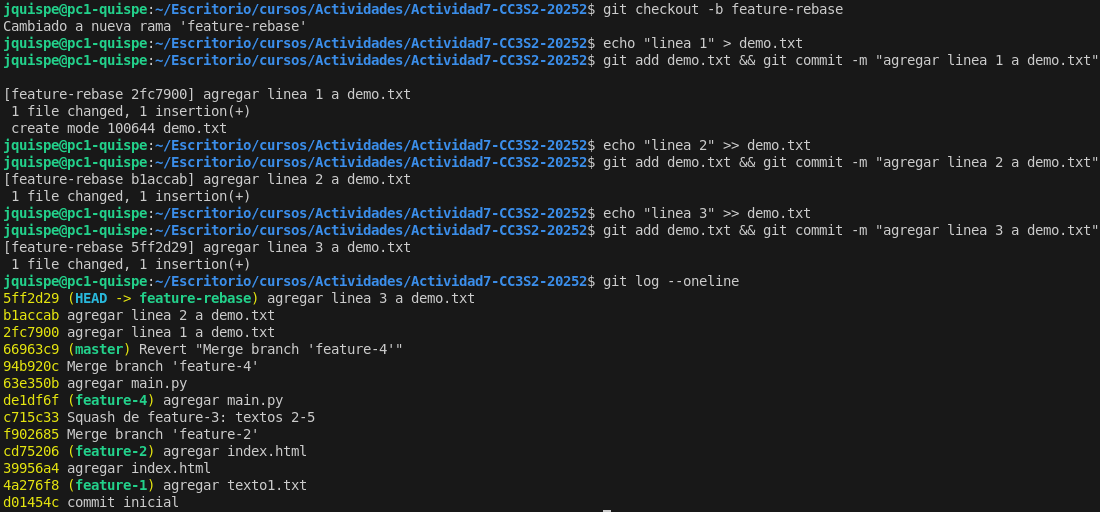 jquispe@pc1-quispe:~/Escritorio/cursos/Actividades/Actividad7-CC3S2-20252$ git checkout -b feature-rebase
Cambiado a nueva rama 'feature-rebase'
jquispe@pc1-quispe:~/Escritorio/cursos/Actividades/Actividad7-CC3S2-20252$ echo "linea 1" > demo.txt
jquispe@pc1-quispe:~/Escritorio/cursos/Actividades/Actividad7-CC3S2-20252$ git add demo.txt && git commit -m "agregar linea 1 a demo.txt"
[feature-rebase 2fc7900] agregar linea 1 a demo.txt
 1 file changed, 1 insertion(+)
 create mode 100644 demo.txt
jquispe@pc1-quispe:~/Escritorio/cursos/Actividades/Actividad7-CC3S2-20252$ echo "linea 2" >> demo.txt
jquispe@pc1-quispe:~/Escritorio/cursos/Actividades/Actividad7-CC3S2-20252$ git add demo.txt && git commit -m "agregar linea 2 a demo.txt"
[feature-rebase b1accab] agregar linea 2 a demo.txt
 1 file changed, 1 insertion(+)
jquispe@pc1-quispe:~/Escritorio/cursos/Actividades/Actividad7-CC3S2-20252$ echo "linea 3" >> demo.txt
jquispe@pc1-quispe:~/Escritorio/cursos/Actividades/Actividad7-CC3S2-20252$ git add demo.txt && git commit -m "agregar linea 3 a demo.txt"
[feature-rebase 5ff2d29] agregar linea 3 a demo.txt
 1 file changed, 1 insertion(+)
jquispe@pc1-quispe:~/Escritorio/cursos/Actividades/Actividad7-CC3S2-20252$ git log --oneline
5ff2d29 (HEAD -> feature-rebase) agregar linea 3 a demo.txt
b1accab agregar linea 2 a demo.txt
2fc7900 agregar linea 1 a demo.txt
66963c9 (master) Revert "Merge branch 'feature-4'"
94b920c Merge branch 'feature-4'
63e350b agregar main.py
de1df6f (feature-4) agregar main.py
c715c33 Squash de feature-3: textos 2-5
f902685 Merge branch 'feature-2'
cd75206 (feature-2) agregar index.html
39956a4 agregar index.html
4a276f8 (feature-1) agregar texto1.txt
d01454c commit inicial